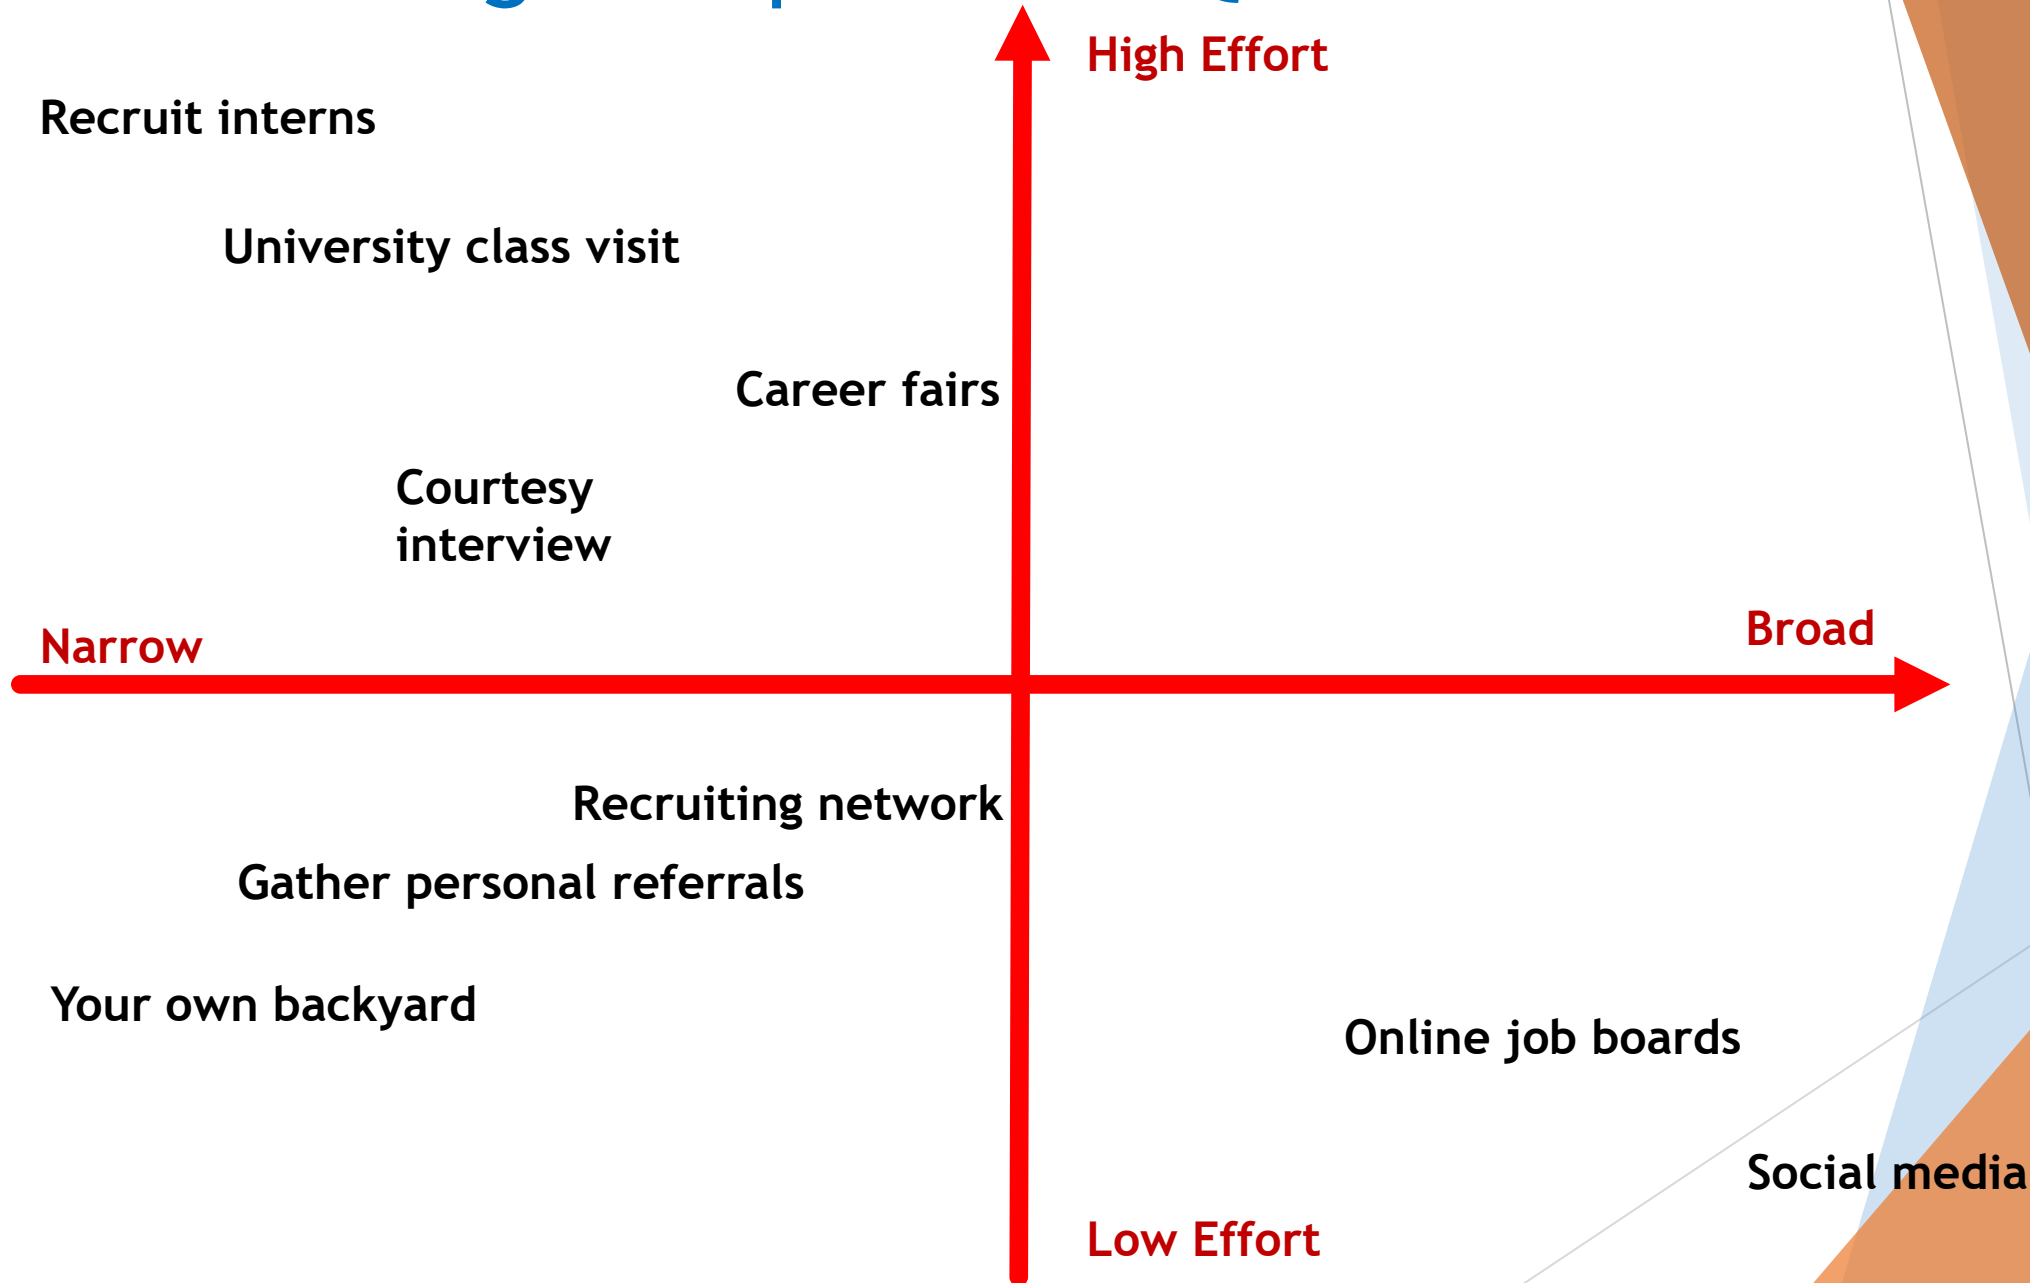 High Effort
Recruit interns
University class visit
Career fairs
Courtesy
interview
Narrow
Broad
Recruiting network
Gather personal referrals
Your own backyard
Online job boards
Social media
Low Effort